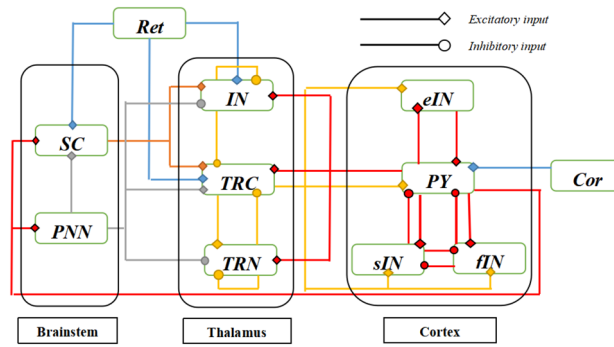 Ret
Excitatory input
Inhibitory input
IN
eIN
SC
TRC
PY
Cor
PNN
TRN
sIN
fIN
Brainstem
Thalamus
Cortex